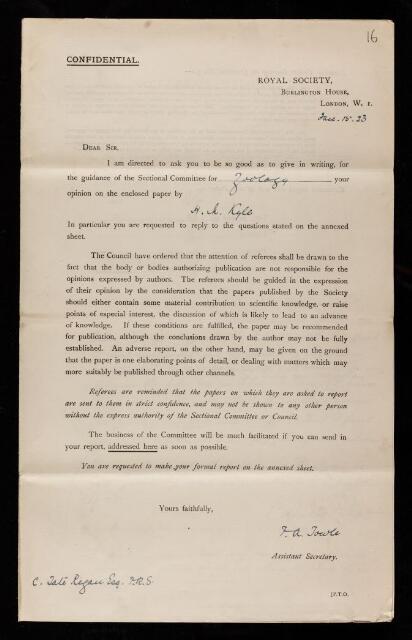 16
CONFIDENTIAL.
ROYAL SOCIETY,
BURLINGTON HOUSE,
LONDON, W. 1.
15. 23
DEAR SIR,
I am directed to ask you to be so good as to give in writing, for
the guidance of the Sectional Committee for Zoology your
opinion on the enclosed paper by
H. M. Kyle
In particular you are requested to reply to the questions stated on the annexed
sheet.
The Council have ordered that the attention of referees shall be drawn to the
fact that the body or bodies authorizing publication are not responsible for the
opinions expressed by authors. The referees should be guided in the expression
of their opinion by the consideration that the papers published by the Society
should either contain some material contribution to scientific knowledge, or raise
points of especial interest, the discussion of which is likely to lead to an advance
of knowledge. If these conditions are fulfilled, the paper may be recommended
for publication, although the conclusions drawn by the author may not be fully
established. An adverse report, on the other hand, may be given on the ground
that the paper is one elaborating points of detail, or dealing with matters which may
more suitably be published through other channels.
Referees are reminded that the papers on which they are asked to report
are sent to them in strict confidence, and may not be shown to any other person
without the express authority of the Sectional Committee or Council.
The business of the Committee will be much facilitated if you can send in
your report, addressed here as soon as possible.
You are requested to make your formal report on the annexed sheet.
Yours faithfully,
F. A. Towle
Assistant Secretary.
C. Tate Regan Esq. F.R.S.
[P.T.O.